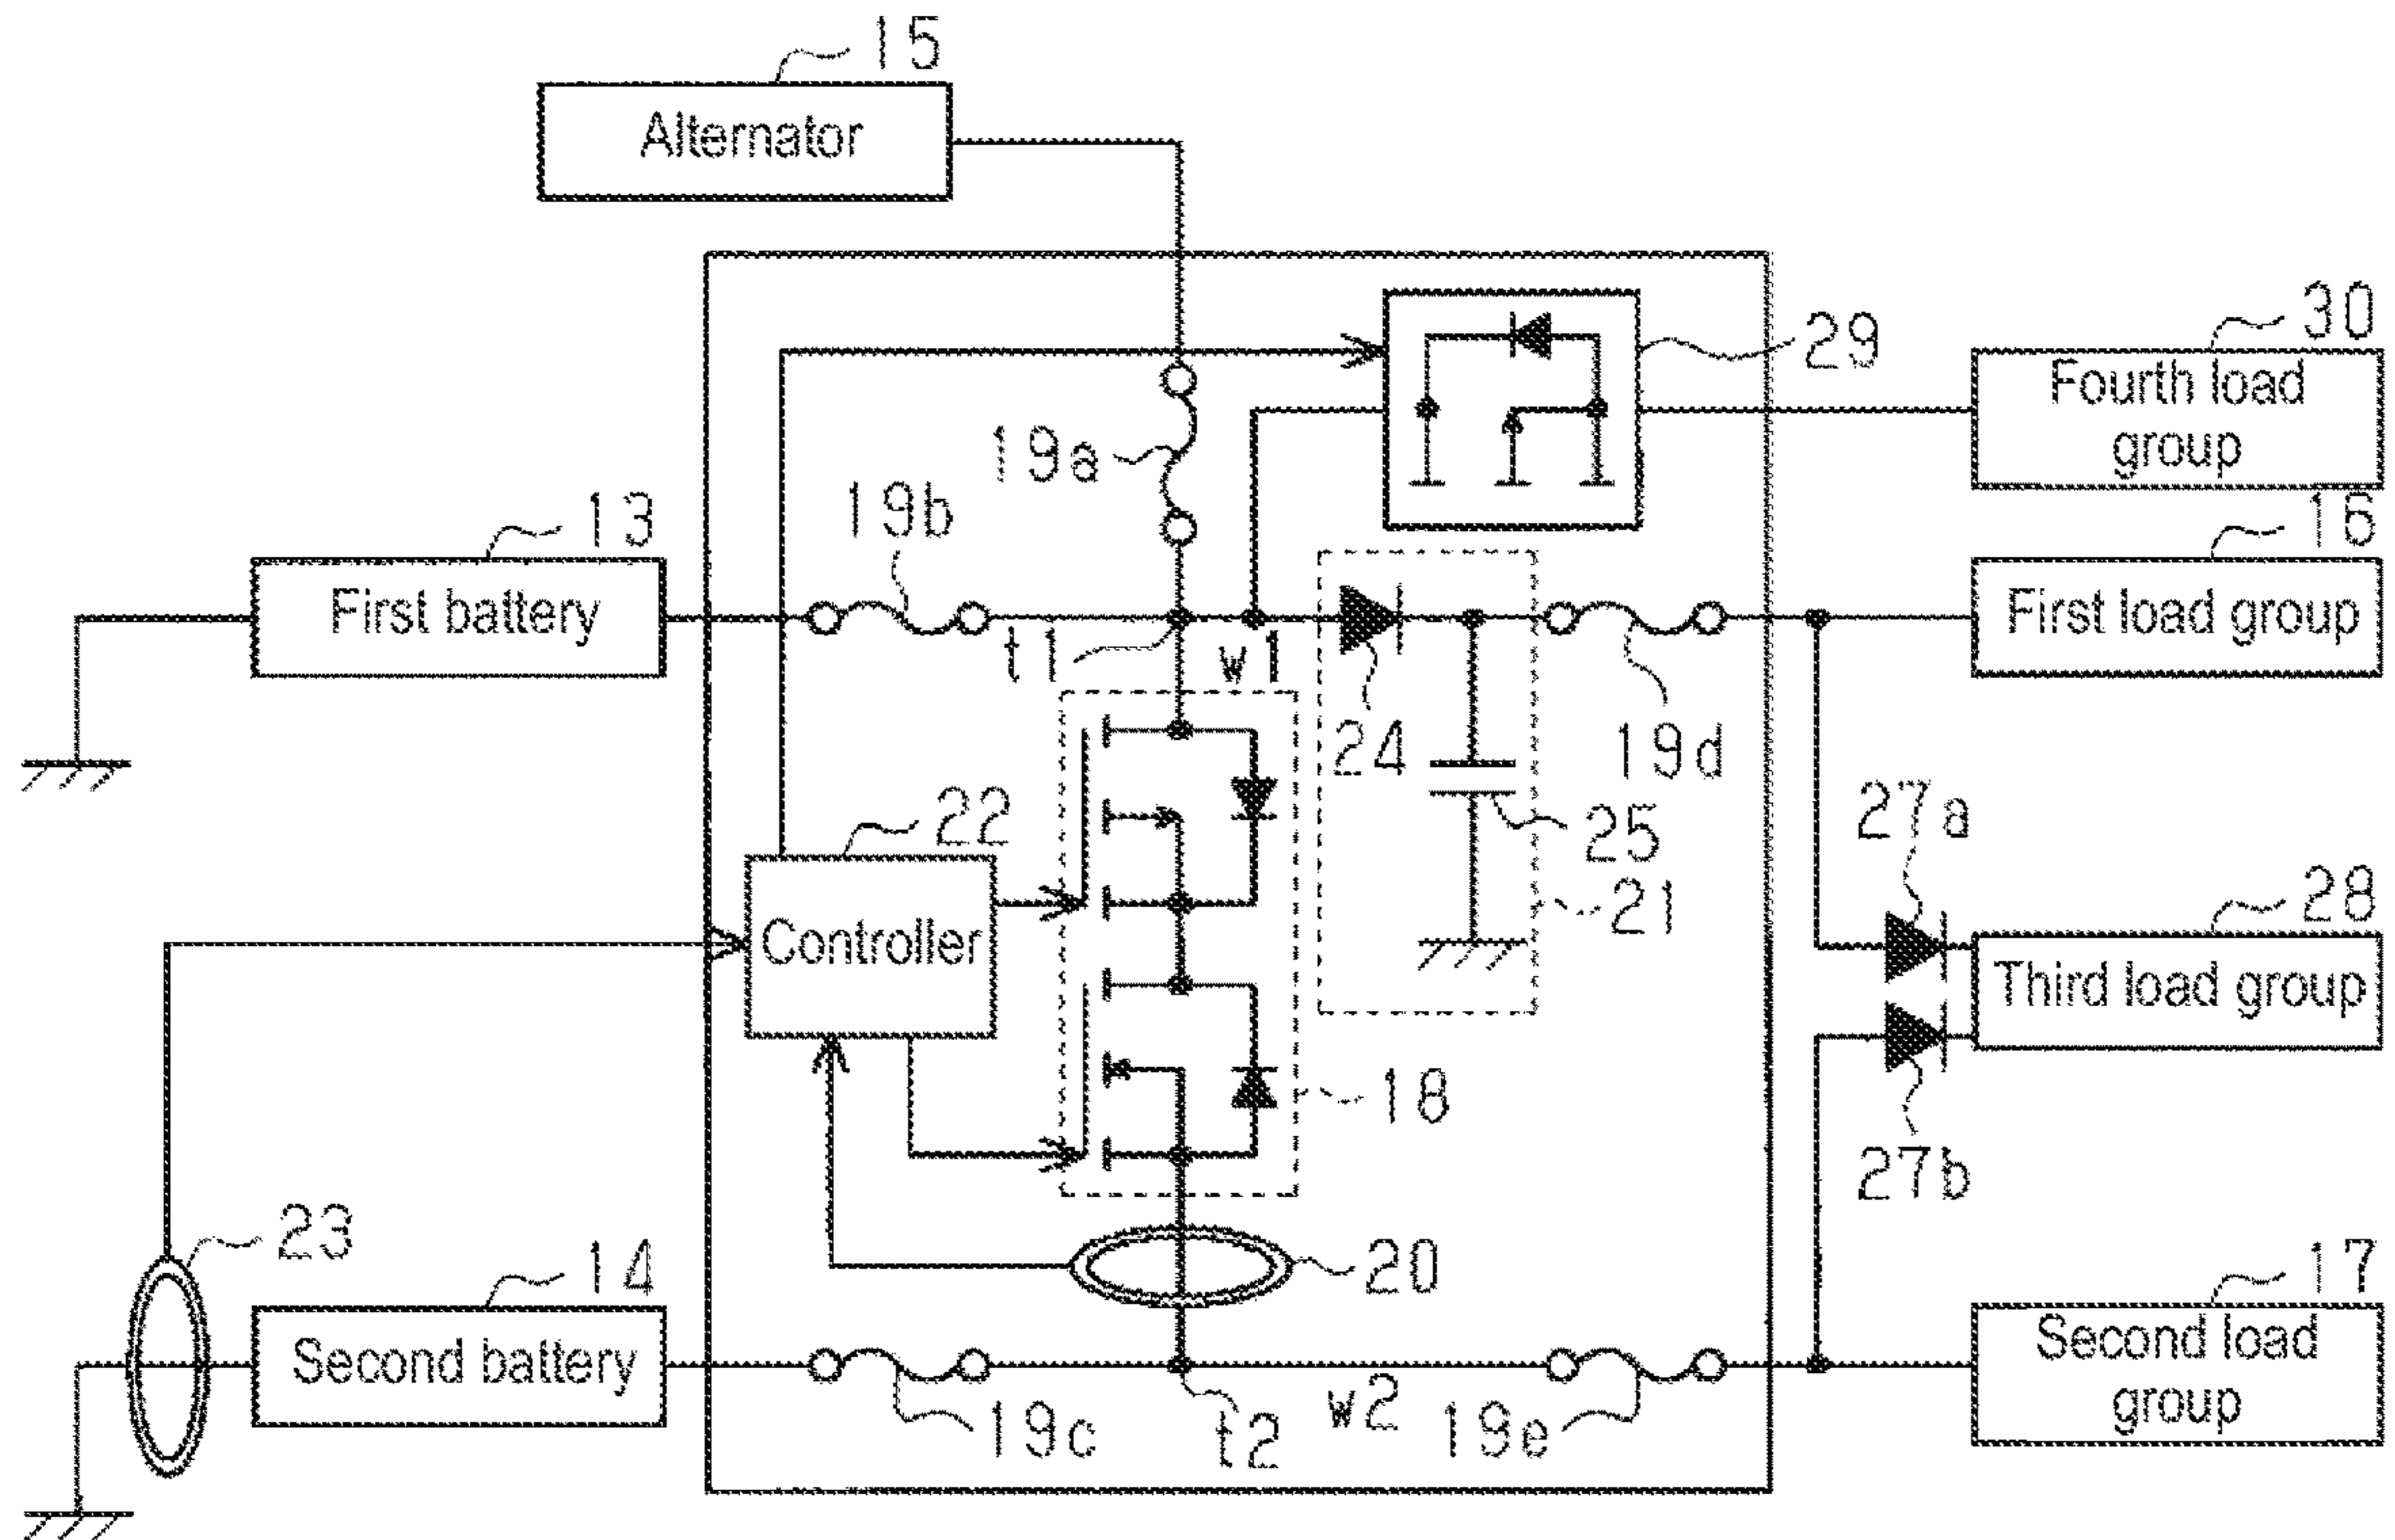 15
Alternator
30
29
Fourth load
group
19a
19b
13
16
First battery
First load group
t1
w1
24
19d
22
25
27a
21
28
Controller
Third load group
18
27b
23
14
20
17
Second battery
Second load
group
19c
t2
w2
19e